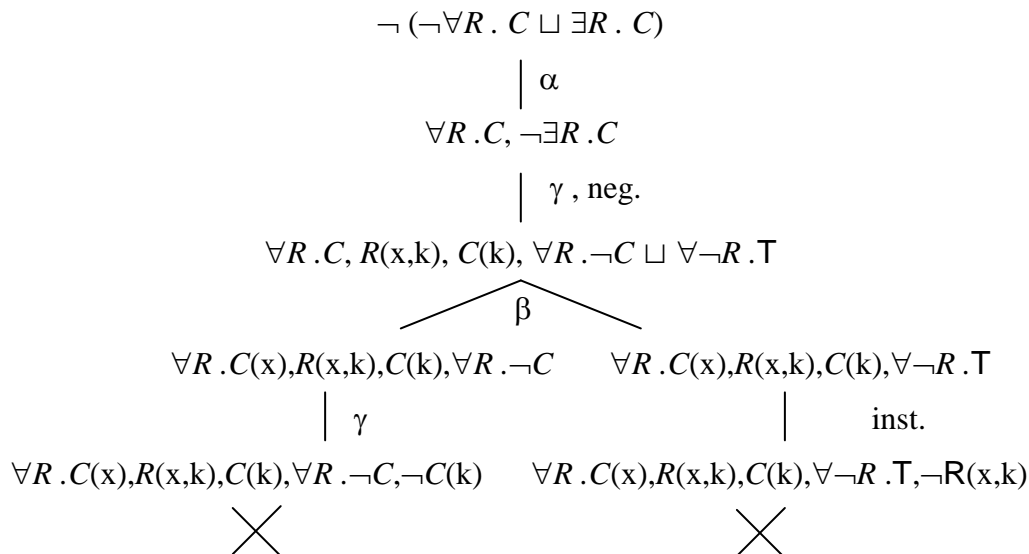 ¬ (¬∀R . C ⊔ ∃R . C)
α
∀R .C, ¬∃R .C
γ , neg.
∀R .C, R(x,k), C(k), ∀R .¬C ⊔ ∀¬R .T
β
∀R .C(x),R(x,k),C(k),∀R .¬C ∀R .C(x),R(x,k),C(k),∀¬R .T
γ inst.
∀R .C(x),R(x,k),C(k),∀R .¬C,¬C(k) ∀R .C(x),R(x,k),C(k),∀¬R .T,¬R(x,k)